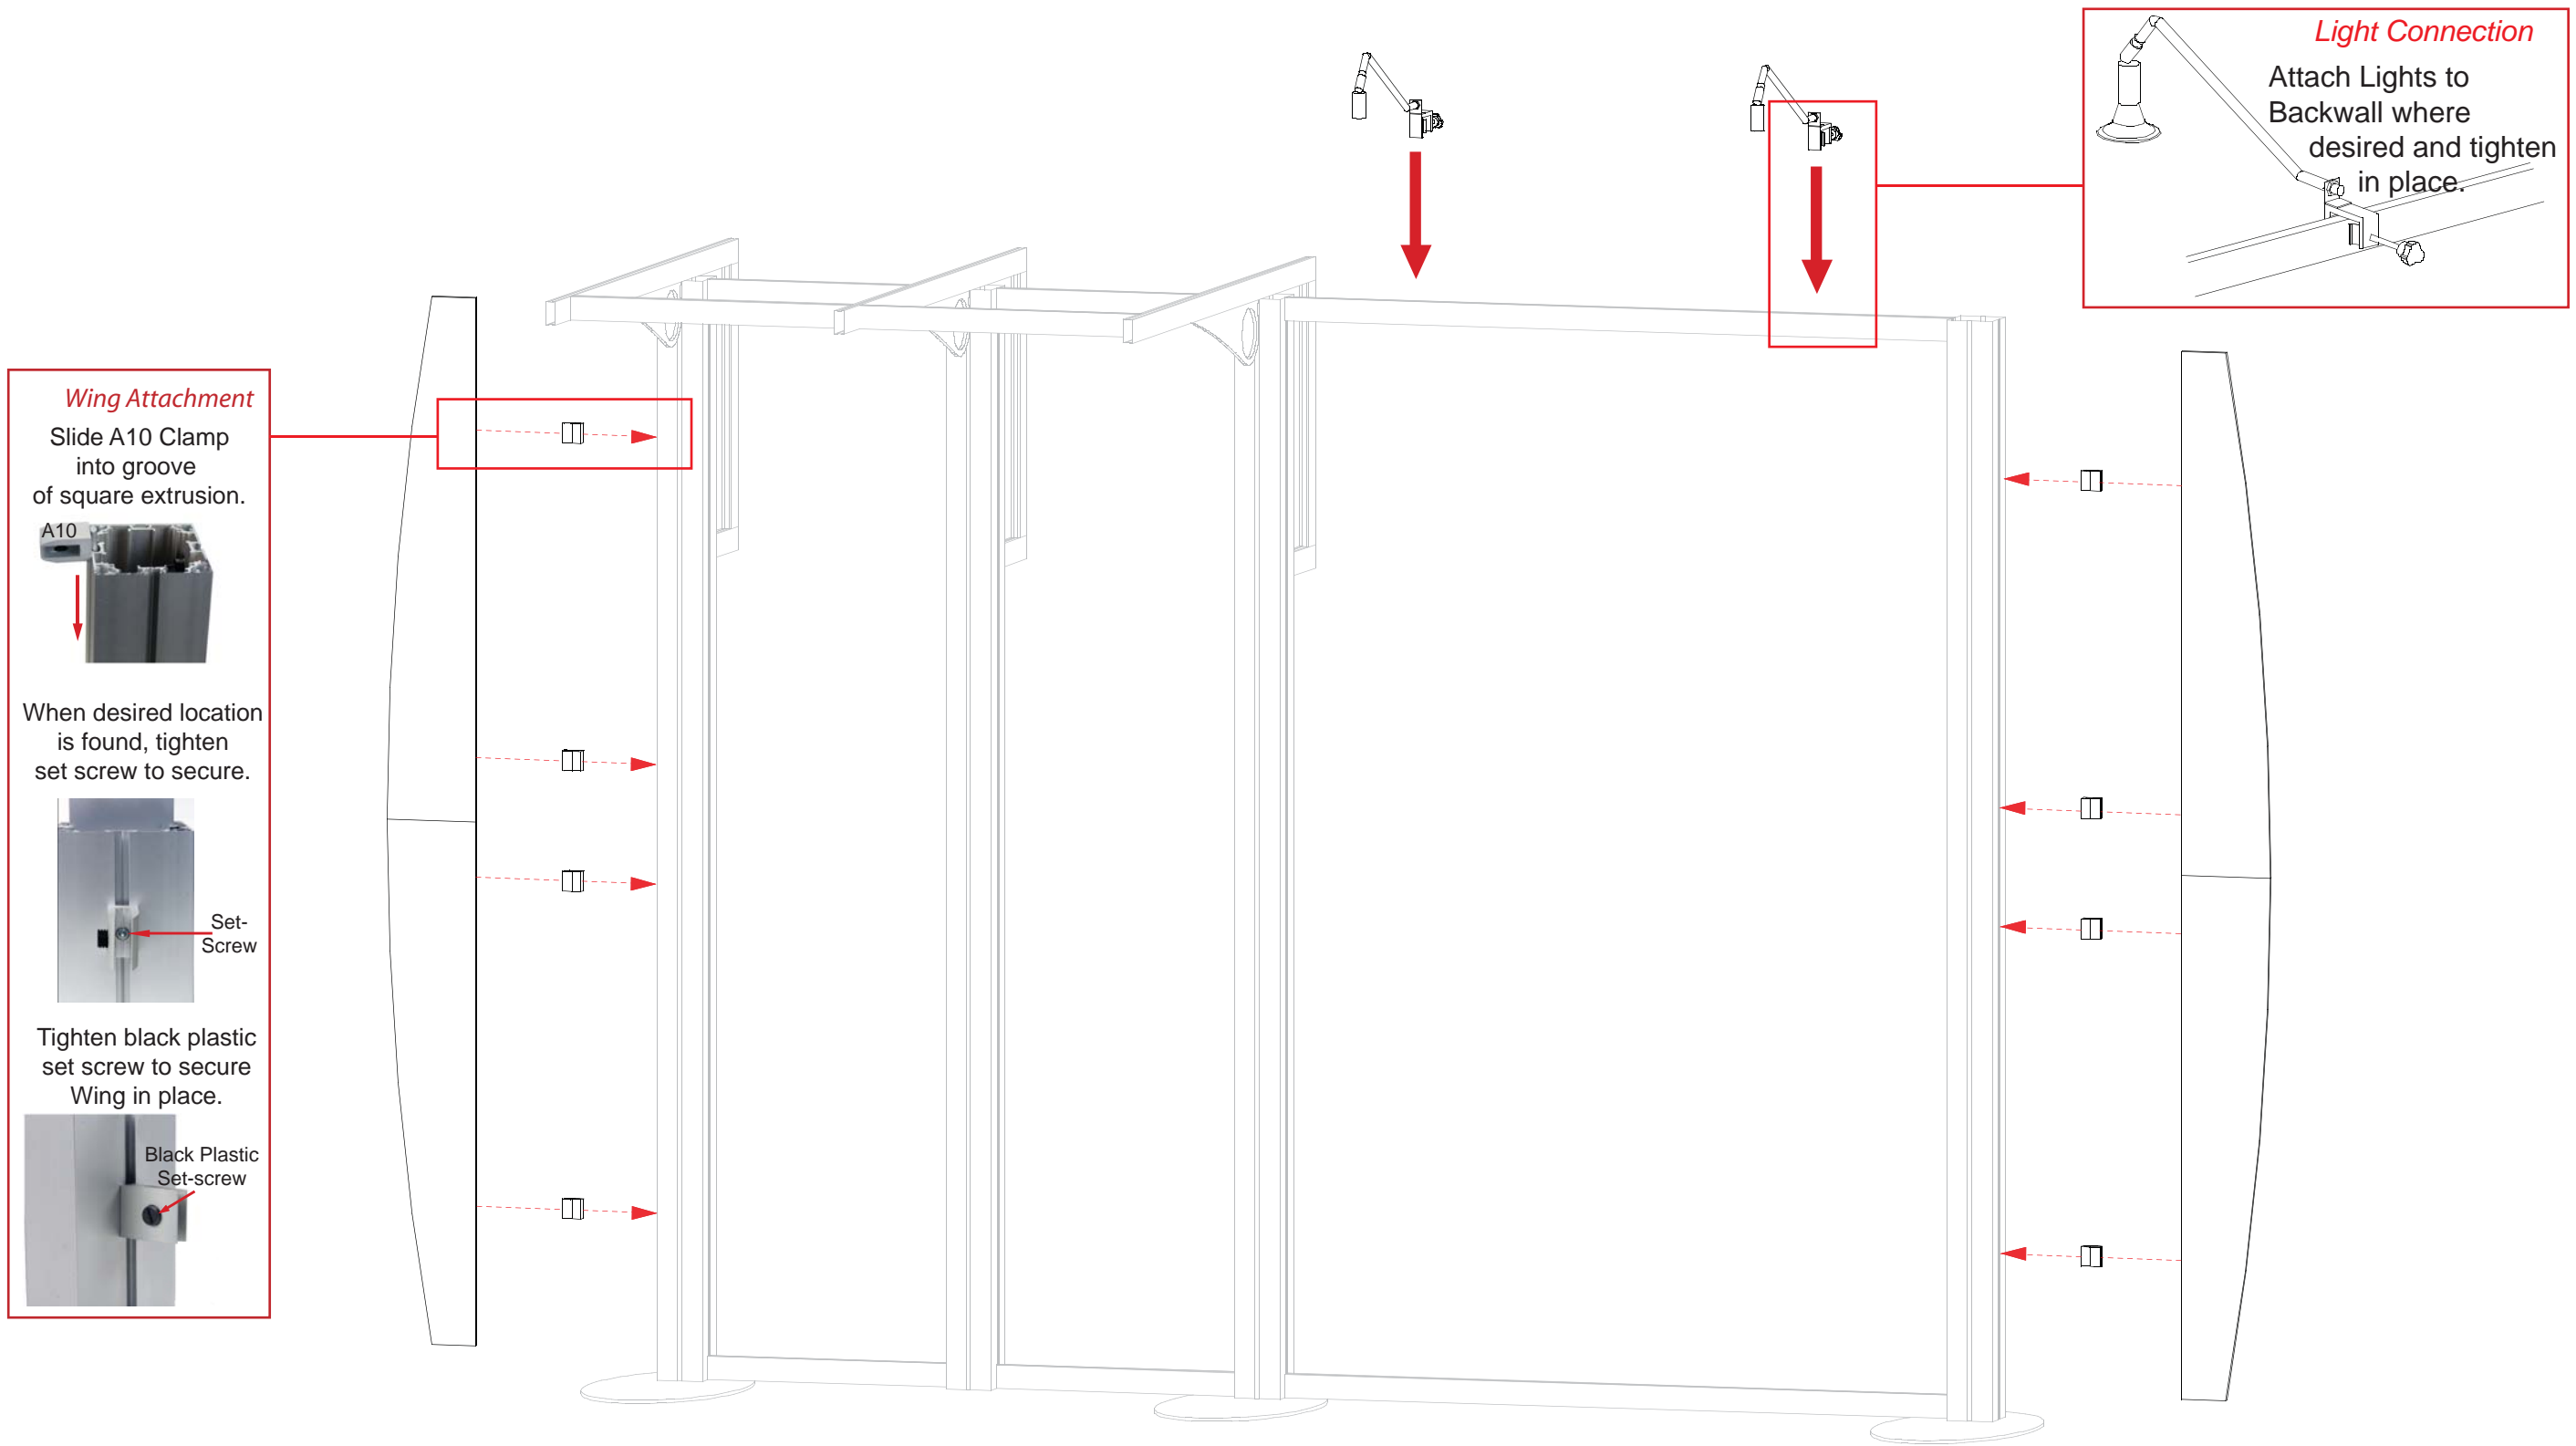 Light Connection
Attach Lights to
Backwall where
desired and tighten
in place.
Wing Attachment
Slide A10 Clamp
into groove
of square extrusion.
A10
When desired location
is found, tighten
set screw to secure.
Set-
Screw
Tighten black plastic
set screw to secure
Wing in place.
Black Plastic
Set-screw